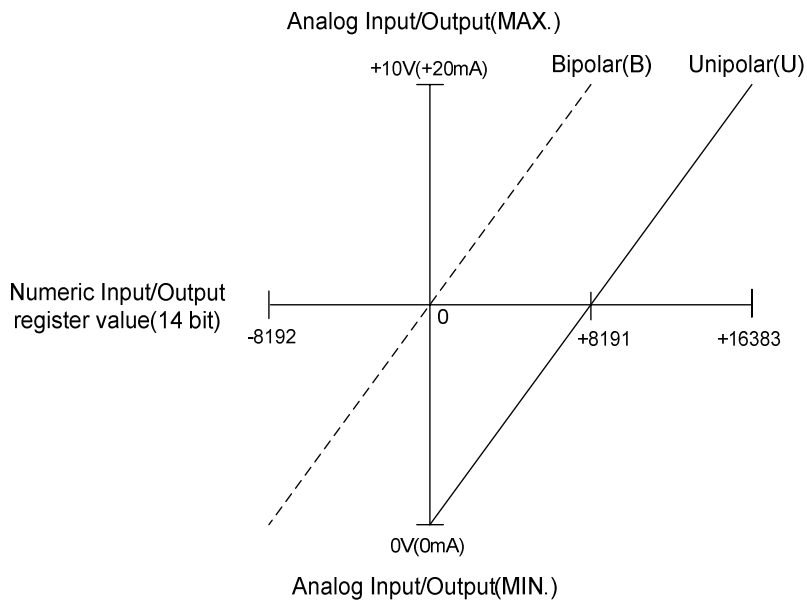 Analog Input/Output(MAX.)
+10V(+20mA)
Bipolar(B)
Unipolar(U)
Numeric Input/Output
register value(14 bit)
0
-8192
+8191
+16383
0V(0mA)
Analog Input/Output(MIN.)